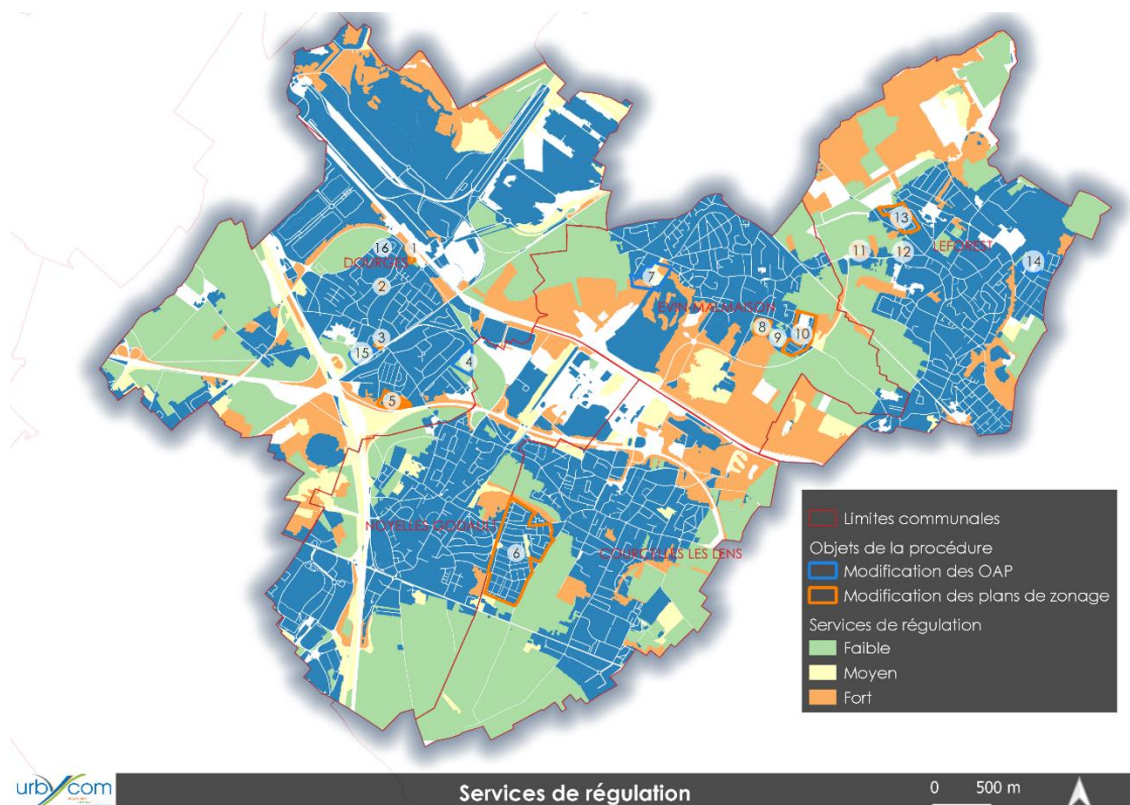 13
16
1
DOURGES
11
12
LEFOREST
14
7
2
EVIN MALMAISON
8
9
10
3
15
4
5
NOYELLES GODAULT
6
COURCELLES LES LENS
Limites communales
Objets de la procédure
Modification des OAP
Modification des plans de zonage
Services de régulation
Faible
Moyen
Fort
urbycom
Services de régulation
0 500 m